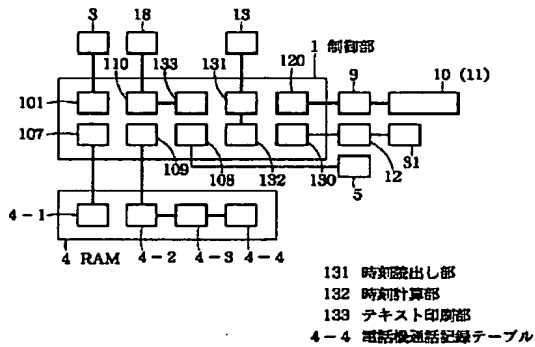 3 18 13
1 制御部
110 133 131 120 9 10 (11)
101
107
109 108 132 130 12 S1
5
4-1
4 RAM 4-2 4-3 4-4
131 時刻読出し部
132 時刻計算部
133 テキスト印刷部
4-4 電話機通話記録テーブル